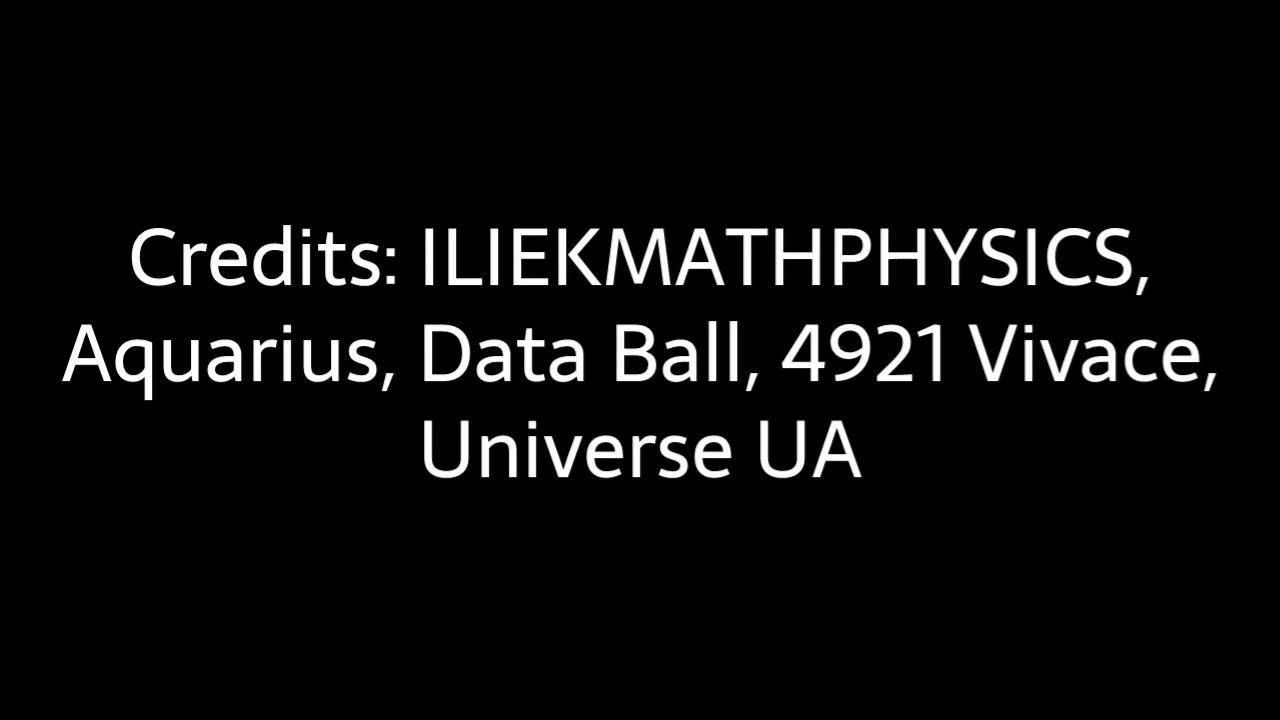 Credits: ILIEKMATHPHYSICS,
Aquarius, Data Ball, 4921 Vivace,
Universe UA